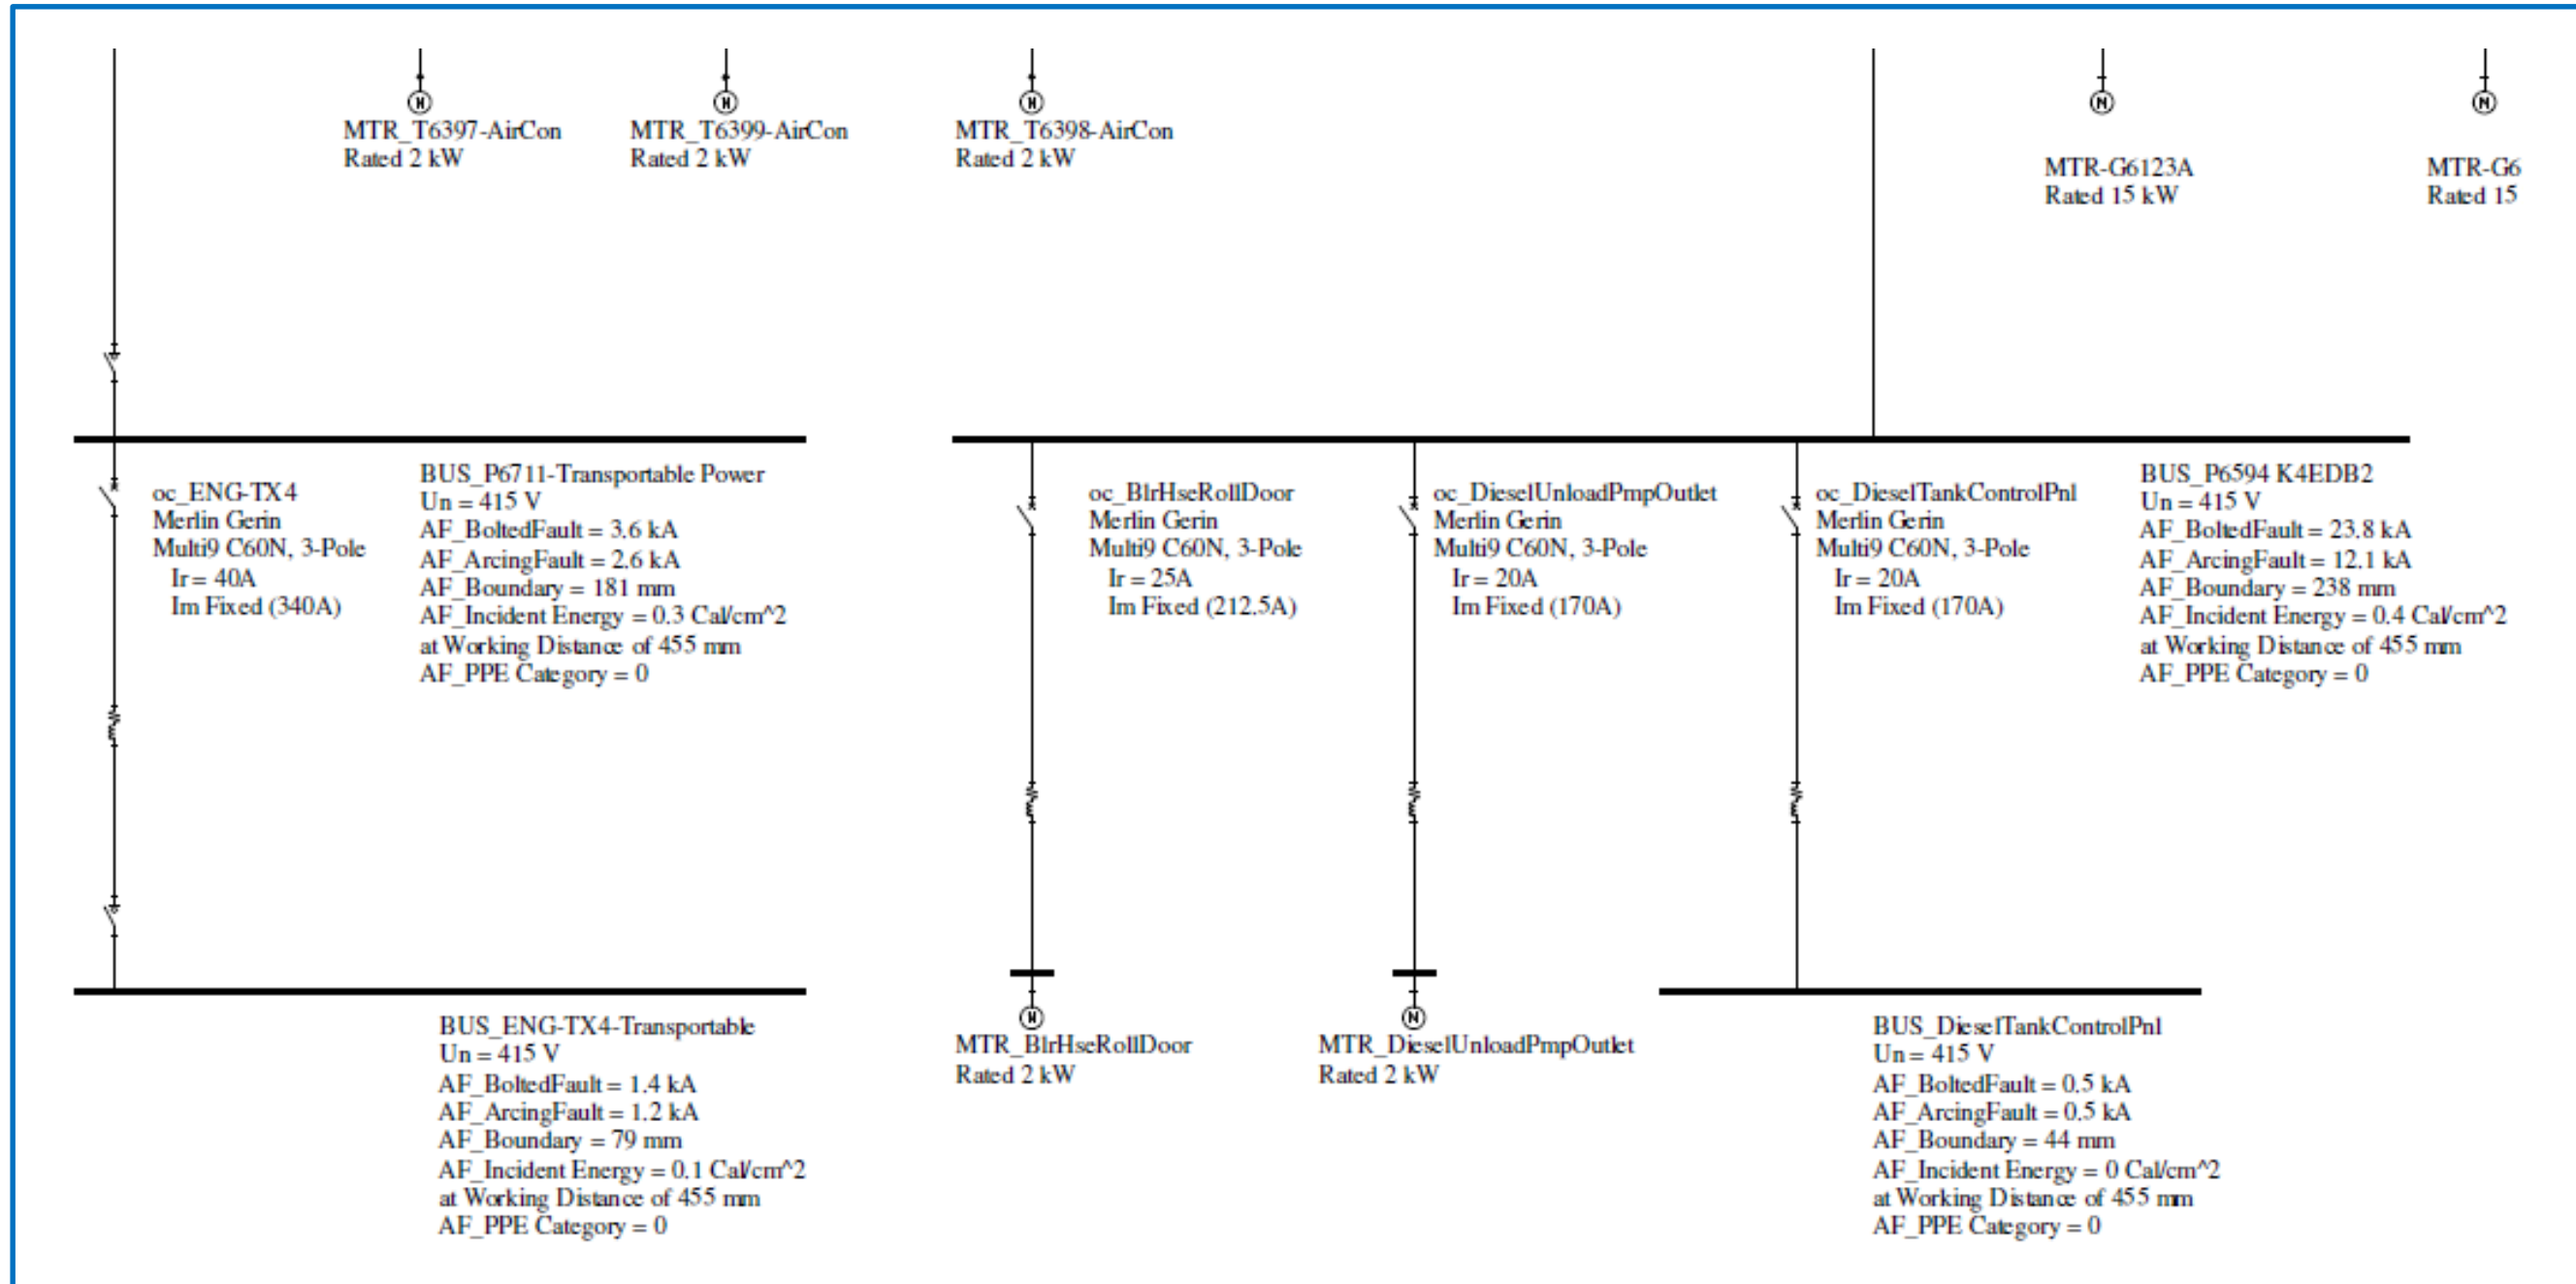 MTR_T6397-AirCon
Rated 2 kW
MTR_T6399-AirCon
Rated 2 kW
MTR_T6398-AirCon
Rated 2 kW
MTR-G6123A
Rated 15 kW
MTR-G6
Rated 15
oc_ENG-TX4
Merlin Gerin
Multi9 C60N, 3-Pole
Ir = 40A
Im Fixed (340A)
BUS_P6711-Transportable Power
Un = 415 V
AF_BoltedFault = 3.6 kA
AF_ArcingFault = 2.6 kA
AF_Boundary = 181 mm
AF_Incident Energy = 0.3 Cal/cm^2
at Working Distance of 455 mm
AF_PPE Category = 0
oc_BlrHseRollDoor
Merlin Gerin
Multi9 C60N, 3-Pole
Ir = 25A
Im Fixed (212.5A)
oc_DieselUnloadPmpOutlet
Merlin Gerin
Multi9 C60N, 3-Pole
Ir = 20A
Im Fixed (170A)
oc_DieselTankControlPnl
Merlin Gerin
Multi9 C60N, 3-Pole
Ir = 20A
Im Fixed (170A)
BUS_P6594 K4EDB2
Un = 415 V
AF_BoltedFault = 23.8 kA
AF_ArcingFault = 12.1 kA
AF_Boundary = 238 mm
AF_Incident Energy = 0.4 Cal/cm^2
at Working Distance of 455 mm
AF_PPE Category = 0
BUS_ENG-TX4-Transportable
Un = 415 V
AF_BoltedFault = 1.4 kA
AF_ArcingFault = 1.2 kA
AF_Boundary = 79 mm
AF_Incident Energy = 0.1 Cal/cm^2
at Working Distance of 455 mm
AF_PPE Category = 0
MTR_BlrHseRollDoor
Rated 2 kW
MTR_DieselUnloadPmpOutlet
Rated 2 kW
BUS_DieselTankControlPnl
Un = 415 V
AF_BoltedFault = 0.5 kA
AF_ArcingFault = 0.5 kA
AF_Boundary = 44 mm
AF_Incident Energy = 0 Cal/cm^2
at Working Distance of 455 mm
AF_PPE Category = 0